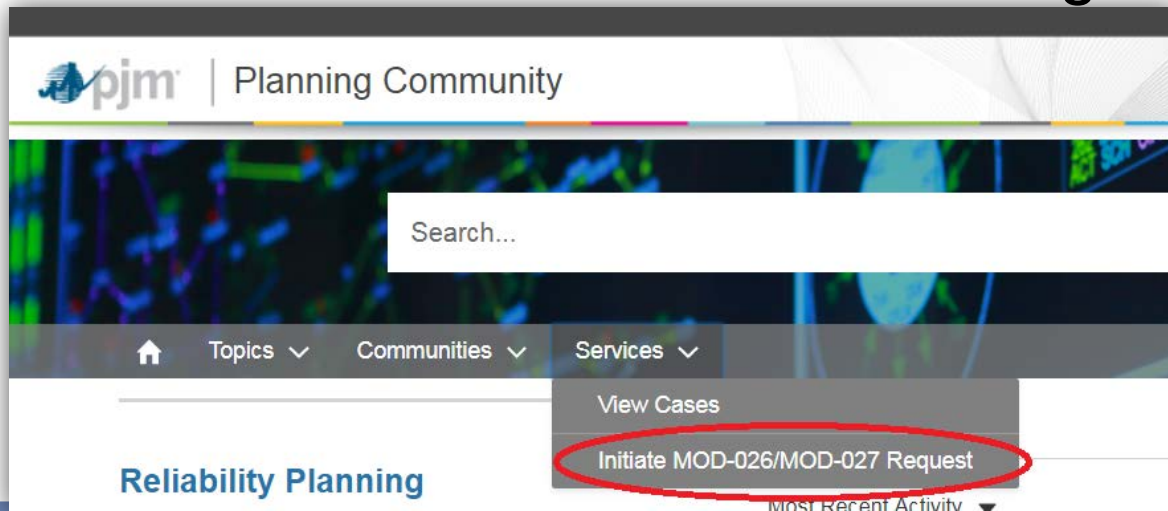 g
pjm | Planning Community
Search...
Topics Communities Services
View Cases
Initiate MOD-026/MOD-027 Request
Reliability Planning
Most Recent Activity